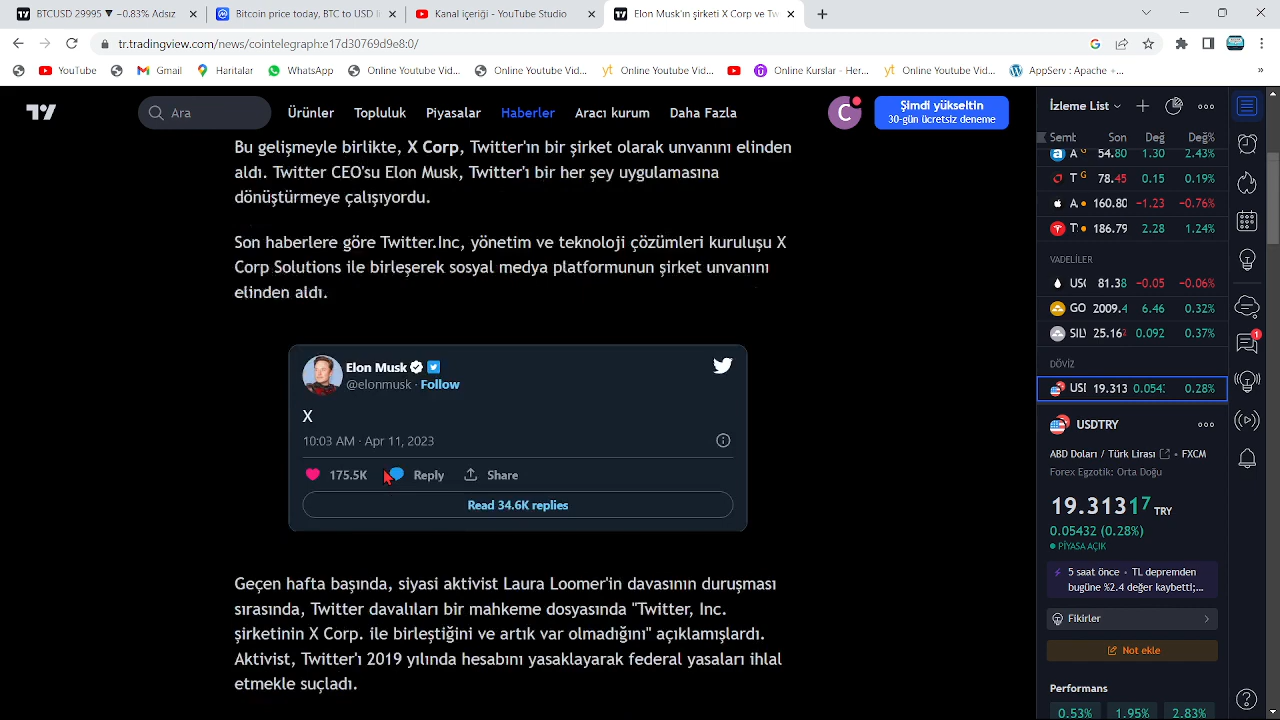 BTCUSD 29995 ▼ −0.83% Adsız
Bitcoin price today, BTC to USD li
Kanal içeriği - YouTube Studio
Elon Musk'ın şirketi X Corp ve Tw
tr.tradingview.com/news/cointelegraph:e17d30769d9e8:0/
YouTube
Gmail
Haritalar
WhatsApp
Online Youtube Vid...
Online Youtube Vid...
Online Youtube Vid...
Online Kurslar - Her...
Online Youtube Vid...
AppServ : Apache +...
»
Ara
Ürünler
Topluluk
Piyasalar
Haberler
Aracı kurum
Daha Fazla
C
Şimdi yükseltin
30-gün ücretsiz deneme
Bu gelişmeyle birlikte, X Corp, Twitter'ın bir şirket olarak unvanını elinden
aldı. Twitter CEO'su Elon Musk, Twitter'ı bir her şey uygulamasına
dönüştürmeye çalışıyordu.
Son haberlere göre Twitter.Inc, yönetim ve teknoloji çözümleri kuruluşu X
Corp Solutions ile birleşerek sosyal medya platformunun şirket unvanını
elinden aldı.
Elon Musk
@elonmusk · Follow
X
10:03 AM · Apr 11, 2023
175.5K
Reply
Share
Read 34.6K replies
Geçen hafta başında, siyasi aktivist Laura Loomer'in davasının duruşması
sırasında, Twitter davalıları bir mahkeme dosyasında "Twitter, Inc.
şirketinin X Corp. ile birleştiğini ve artık var olmadığını" açıklamışlardı.
Aktivist, Twitter'ı 2019 yılında hesabını yasaklayarak federal yasaları ihlal
etmekle suçladı.
İzleme List
Semb Son Değ Değ%
A G 54.80 1.30 2.43%
T G 78.45 0.15 0.19%
A 160.80 −1.23 −0.76%
T 186.79 2.28 1.24%
VADELİLER
USO 81.38 −0.05 −0.06%
GO 2009.4 6.46 0.32%
SIL 25.16² 0.092 0.37%
DÖVİZ
USD 19.313 0.0543 0.28%
USDTRY
ABD Doları / Türk Lirası • FXCM
Forex Egzotik: Orta Doğu
19.31317 TRY
0.05432 (0.28%)
PİYASA AÇIK
5 saat önce • TL depremden
bugüne %2.4 değer kaybetti;...
Fikirler
Not ekle
Performans
0.53% 1.95% 2.83%
1